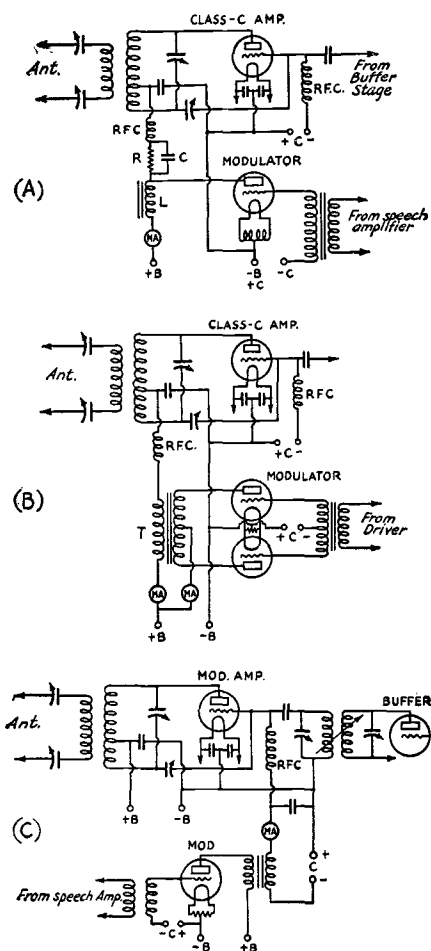 CLASS-C AMP.
Ant.
From
Buffer
Stage
R.F.C.
RFC
+ C -
R
C
MODULATOR
(A)
L
From speech
amplifier
MA
+B
-B
+C
-C
CLASS-C AMP.
Ant.
RFC
+C-
R.F.C.
MODULATOR
(B)
T
+ C -
From
Driver
MA
MA
+B
-B
MOD. AMP.
BUFFER
Ant.
RFC
+B
-B
MA
(C)
MOD
+
C
-
From speech Amp.
-C+
-B
+B